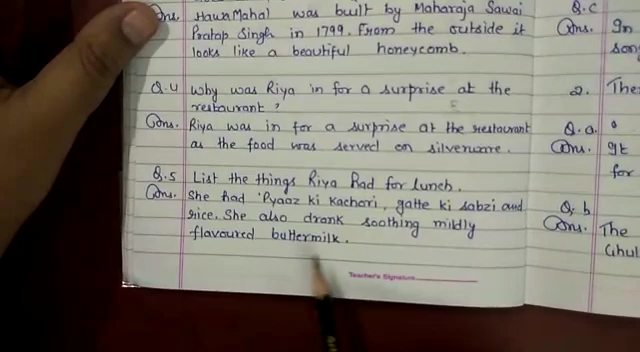 Ans. Hawa Mahal was built by Maharaja Sawai
Pratap Singh in 1799. From the outside it
looks like a beautiful honeycomb.
Q.4 Why was Riya in for a surprise at the
restaurant?
Ans. Riya was in for a surprise at the restaurant
as the food was served on silverware.
Q.5 List the things Riya had for lunch.
Ans. She had 'Pyaaz ki Kachori, gatte ki sabzi and
rice. She also drank soothing mildly
flavoured buttermilk.
Teacher's Signature
Q.C
Ans. In
2. The
Q.a.
Ans. It
for
Q.b
Ans. The